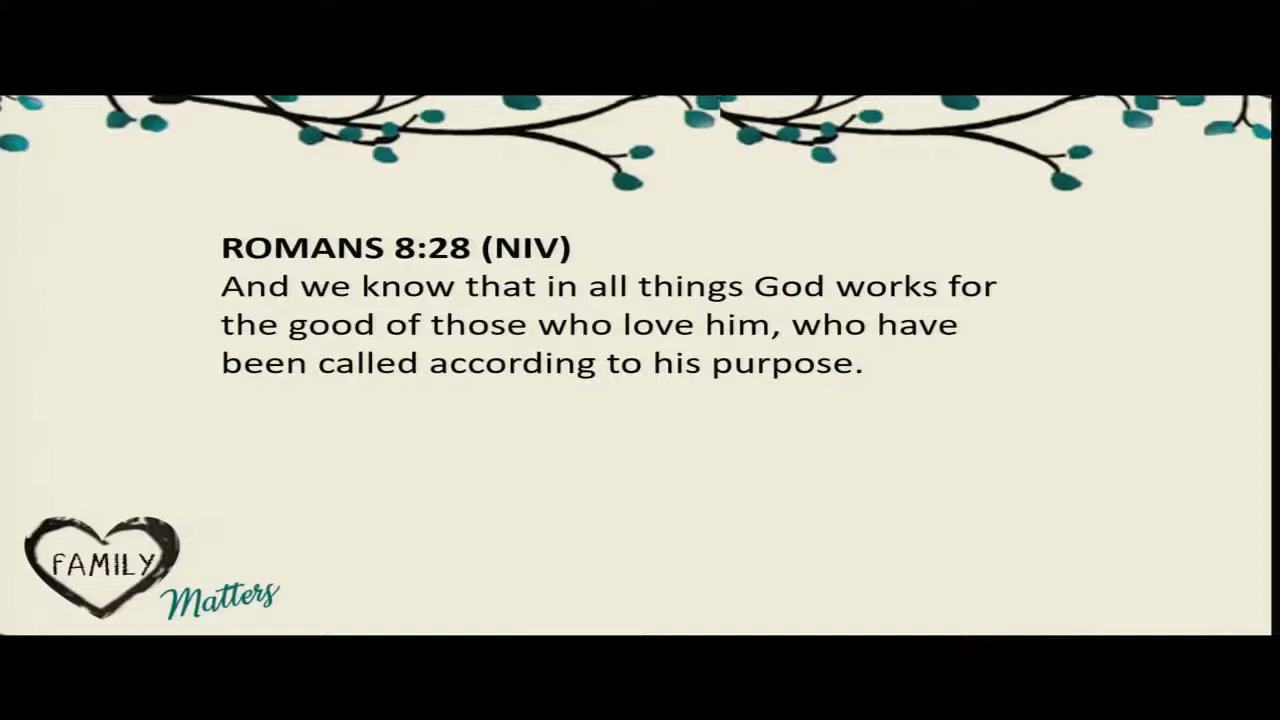 ROMANS 8:28 (NIV)
And we know that in all things God works for
the good of those who love him, who have
been called according to his purpose.
FAMILY
Matters